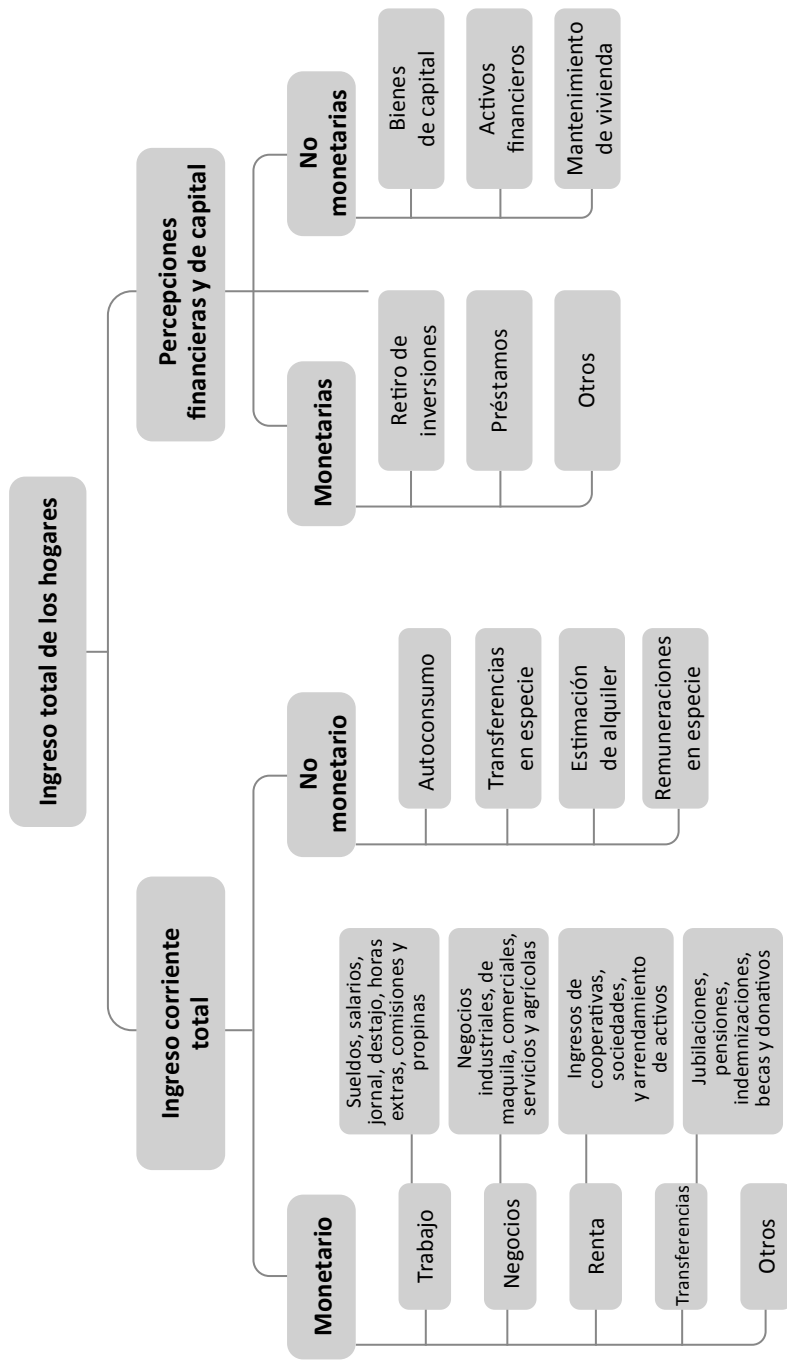 Ingreso total de los hogares
Ingreso corriente
total
Monetario
Trabajo
Sueldos, salarios,
jornal, destajo, horas
extras, comisiones y
propinas
Negocios
Negocios
industriales, de
maquila, comerciales,
servicios y agrícolas
Renta
Ingresos de
cooperativas,
sociedades,
y arrendamiento
de activos
Transferencias
Jubilaciones,
pensiones,
indemnizaciones,
becas y donativos
Otros
No
monetario
Autoconsumo
Transferencias
en especie
Estimación
de alquiler
Remuneraciones
en especie
Percepciones
financieras y de capital
Monetarias
Retiro de
inversiones
Préstamos
Otros
No
monetarias
Bienes
de capital
Activos
financieros
Mantenimiento
de vivienda